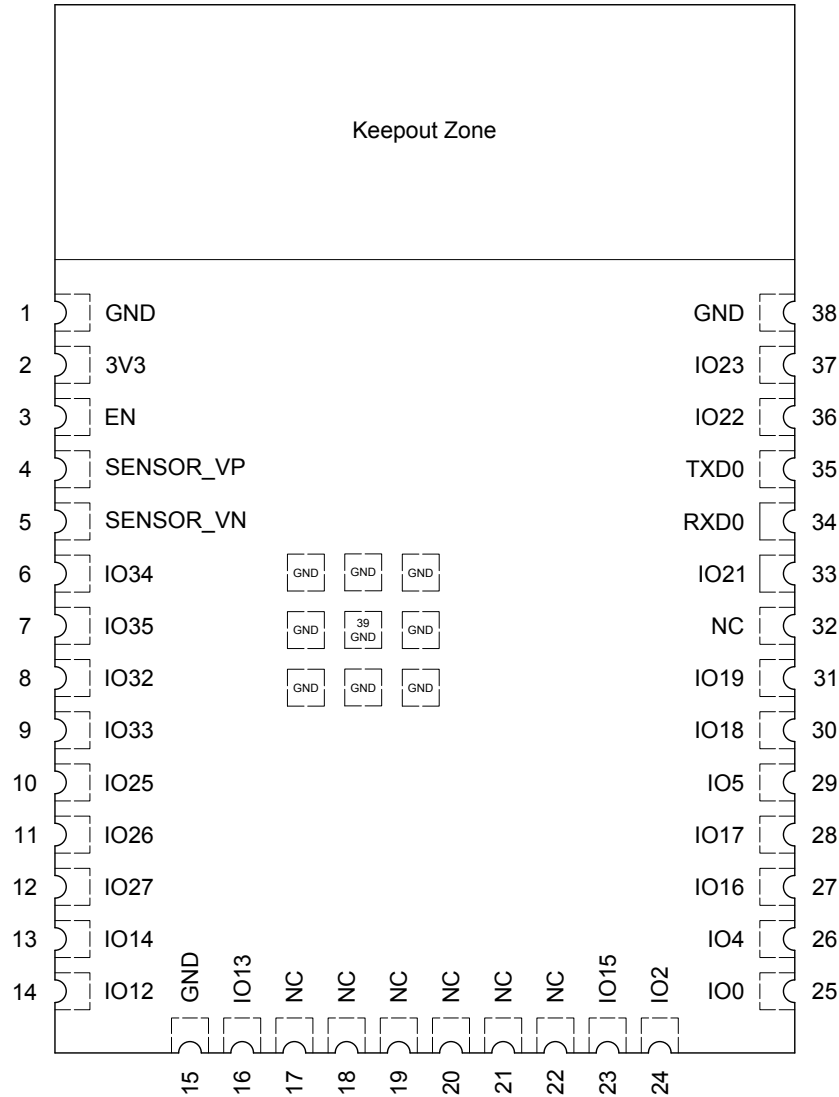 Keepout Zone
1 GND GND 38
2 3V3 IO23 37
3 EN IO22 36
4 SENSOR_VP TXD0 35
5 SENSOR_VN RXD0 34
6 IO34 GND GND GND IO21 33
7 IO35 GND 39 GND GND NC 32
8 IO32 GND GND GND IO19 31
9 IO33 IO18 30
10 IO25 IO5 29
11 IO26 IO17 28
12 IO27 IO16 27
13 IO14 IO4 26
14 IO12 IO0 25
GND IO13 NC NC NC NC NC NC IO15 IO2
15 16 17 18 19 20 21 22 23 24